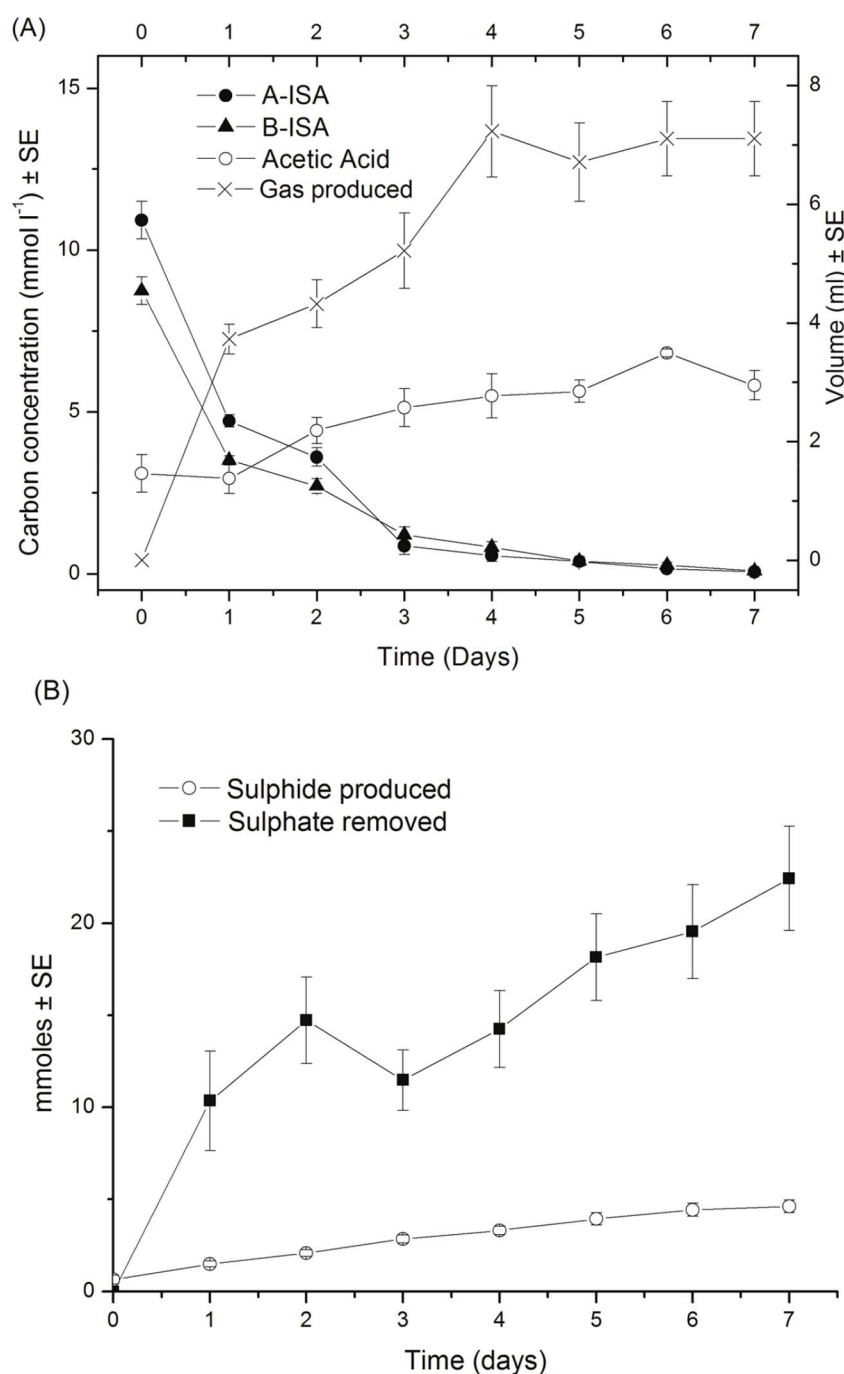 (A)
0 1 2 3 4 5 6 7
15
10
5
0
8
6
4
2
0
Carbon concentration (mmol l⁻¹) ± SE
Volume (ml) ± SE
A-ISA
B-ISA
Acetic Acid
Gas produced
0 1 2 3 4 5 6 7
Time (Days)
(B)
30
20
10
0
mmoles ± SE
Sulphide produced
Sulphate removed
0 1 2 3 4 5 6 7
Time (days)